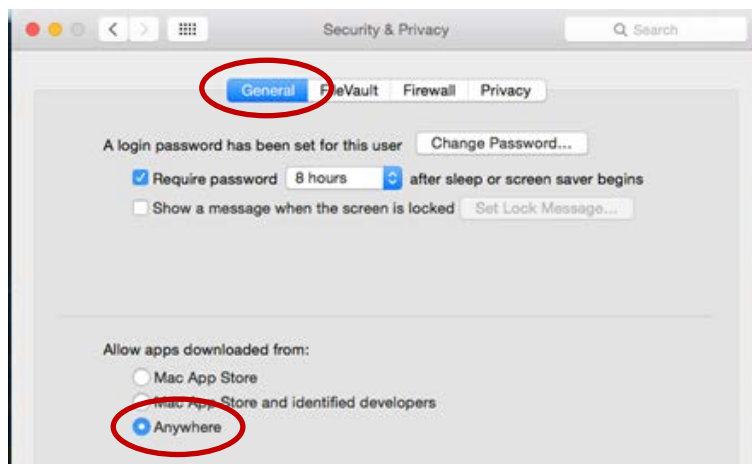 Security & Privacy
Search
General FileVault Firewall Privacy
A login password has been set for this user Change Password...
Require password 8 hours after sleep or screen saver begins
Show a message when the screen is locked Set Lock Message...
Allow apps downloaded from:
Mac App Store
Mac App Store and identified developers
Anywhere